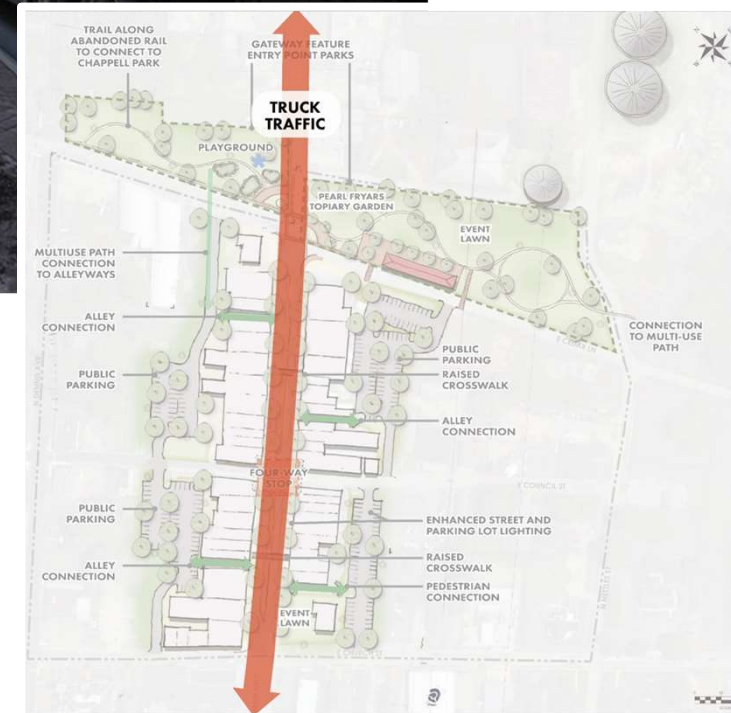 TRAIL ALONG
ABANDONED RAIL
TO CONNECT TO
CHAPPELL PARK
GATEWAY FEATURE
ENTRY POINT PARKS
TRUCK
TRAFFIC
PLAYGROUND
PEARL FRYARS
TOPIARY GARDEN
EVENT
LAWN
MULTIUSE PATH
CONNECTION
TO ALLEYWAYS
ALLEY
CONNECTION
CONNECTION
TO MULTI-USE
PATH
PUBLIC
PARKING
RAISED
CROSSWALK
PUBLIC
PARKING
ALLEY
CONNECTION
FOUR-WAY
STOP
PUBLIC
PARKING
ENHANCED STREET AND
PARKING LOT LIGHTING
ALLEY
CONNECTION
RAISED
CROSSWALK
PEDESTRIAN
CONNECTION
EVENT
LAWN